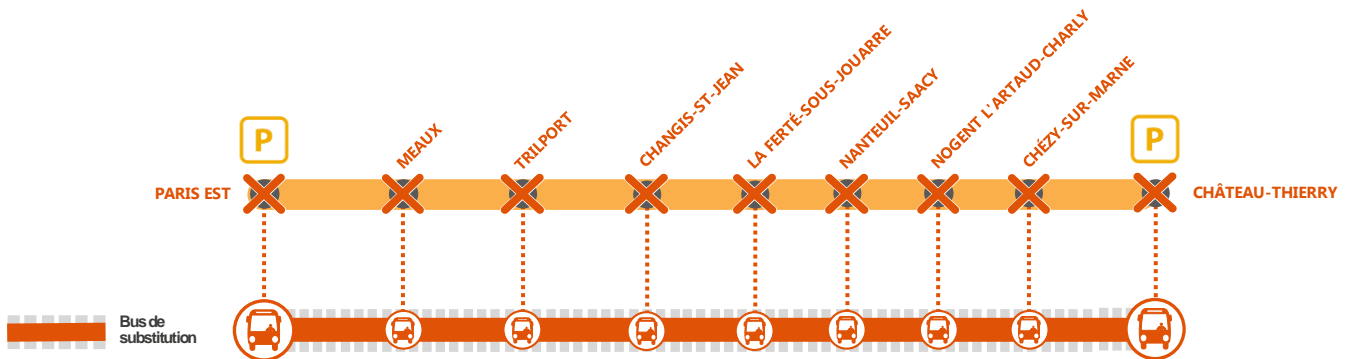 P
P
PARIS EST
MEAUX
TRILPORT
CHANGIS-ST-JEAN
LA FERTÉ-SOUS-JOUARRE
NANTEUIL-SAACY
NOGENT L'ARTAUD-CHARLY
CHÉZY-SUR-MARNE
CHÂTEAU-THIERRY
Bus de
substitution